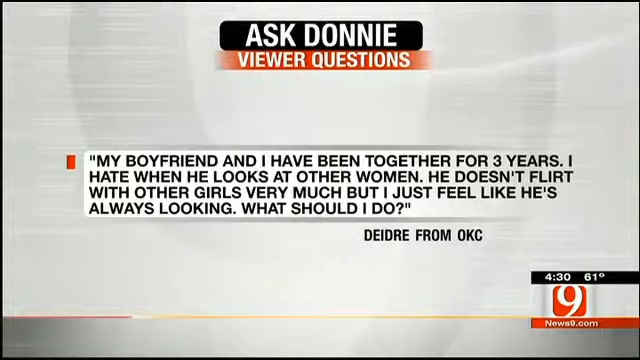 ASK DONNIE
VIEWER QUESTIONS
"MY BOYFRIEND AND I HAVE BEEN TOGETHER FOR 3 YEARS. I
HATE WHEN HE LOOKS AT OTHER WOMEN. HE DOESN'T FLIRT
WITH OTHER GIRLS VERY MUCH BUT I JUST FEEL LIKE HE'S
ALWAYS LOOKING. WHAT SHOULD I DO?"
DEIDRE FROM OKC
4:30 61°
9
News9.com